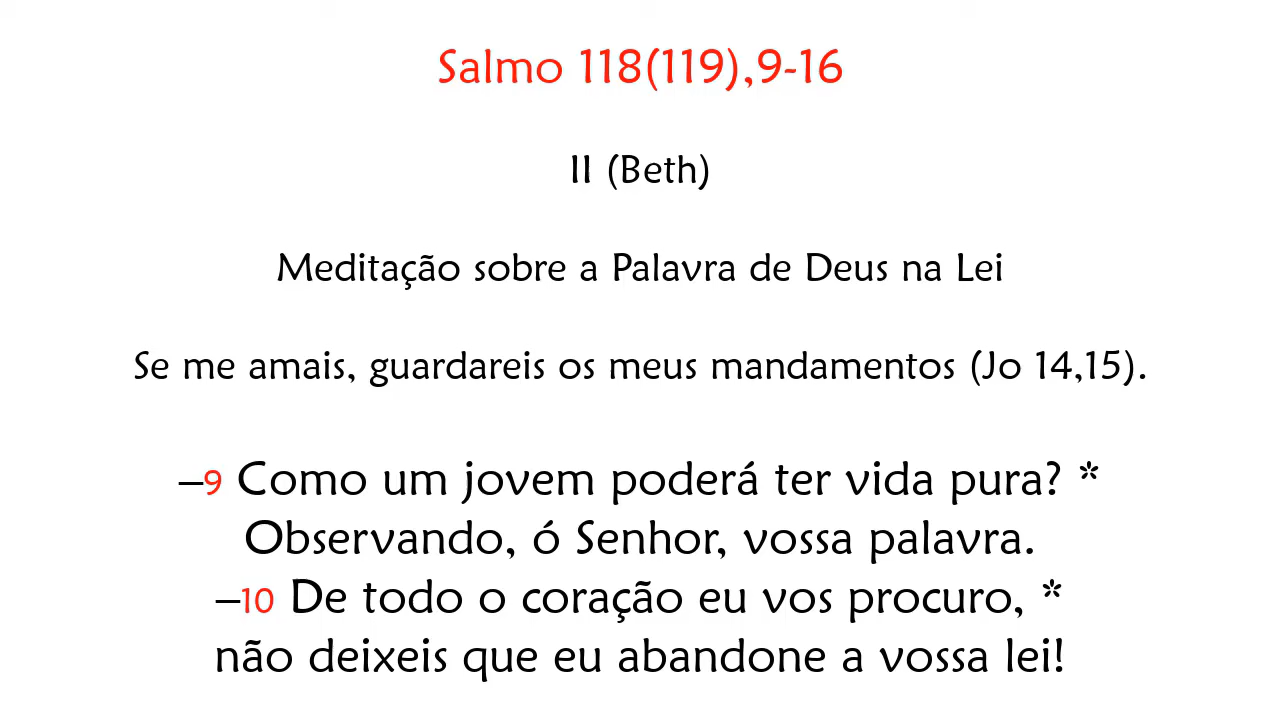 Salmo 118(119),9-16
II (Beth)
Meditação sobre a Palavra de Deus na Lei
Se me amais, guardareis os meus mandamentos (Jo 14,15).
–9 Como um jovem poderá ter vida pura? *
Observando, ó Senhor, vossa palavra.
–10 De todo o coração eu vos procuro, *
não deixeis que eu abandone a vossa lei!